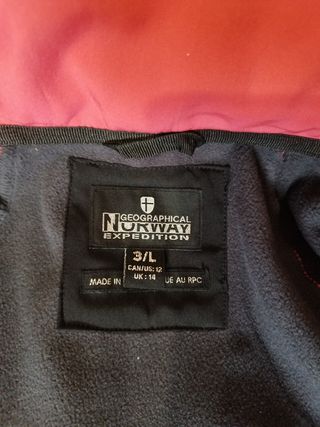 GEOGRAPHICAL
NORWAY
EXPEDITION
3/L
CAN/US: 12
UK: 14
MADE IN UE AU RPC